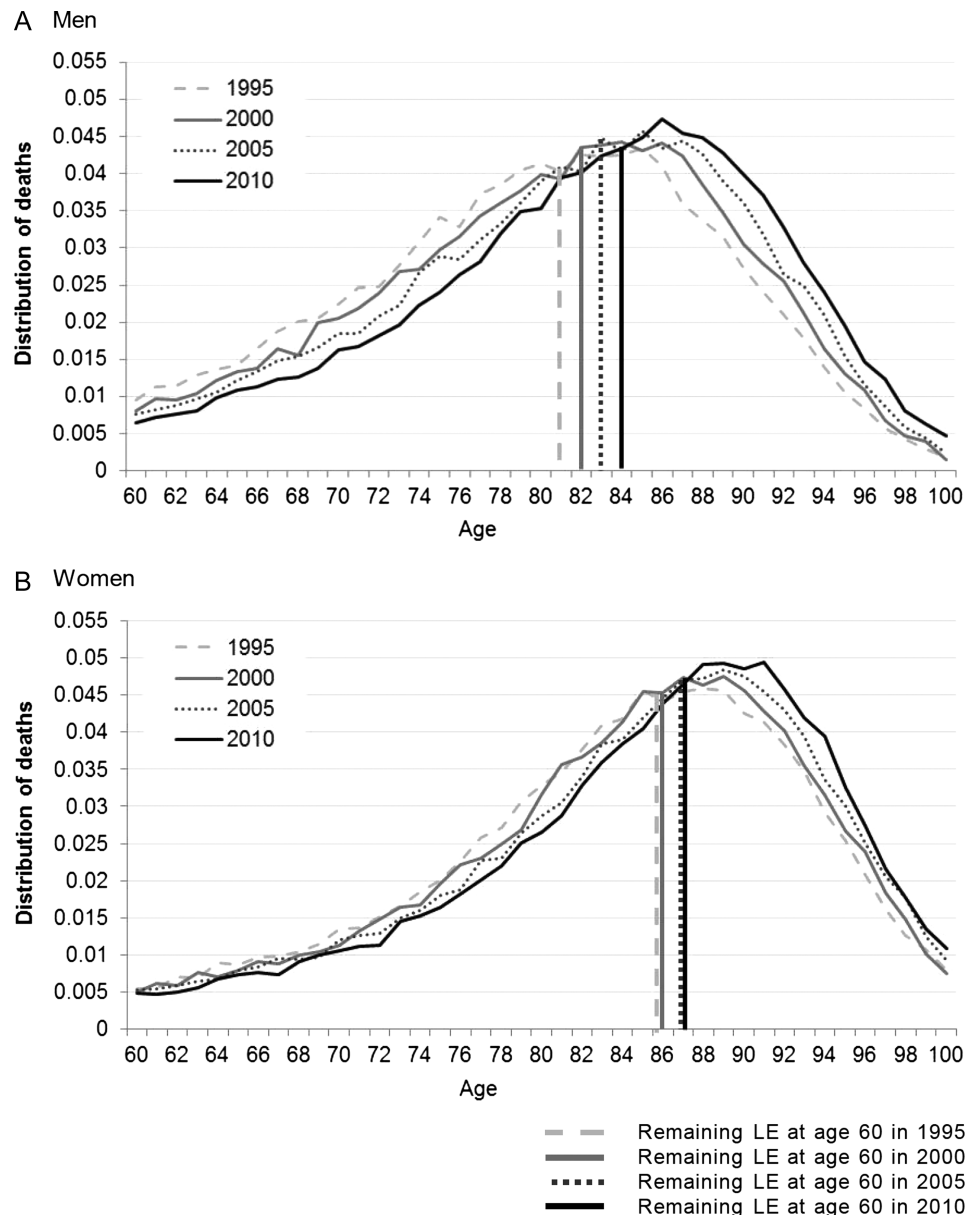 A Men
0.055
0.05
0.045
0.04
0.035
0.03
0.025
0.02
0.015
0.01
0.005
0
Distribution of deaths
1995
2000
2005
2010
60 62 64 66 68 70 72 74 76 78 80 82 84 86 88 90 92 94 96 98 100
Age
B Women
0.055
0.05
0.045
0.04
0.035
0.03
0.025
0.02
0.015
0.01
0.005
0
Distribution of deaths
1995
2000
2005
2010
60 62 64 66 68 70 72 74 76 78 80 82 84 86 88 90 92 94 96 98 100
Age
Remaining LE at age 60 in 1995
Remaining LE at age 60 in 2000
Remaining LE at age 60 in 2005
Remaining LE at age 60 in 2010